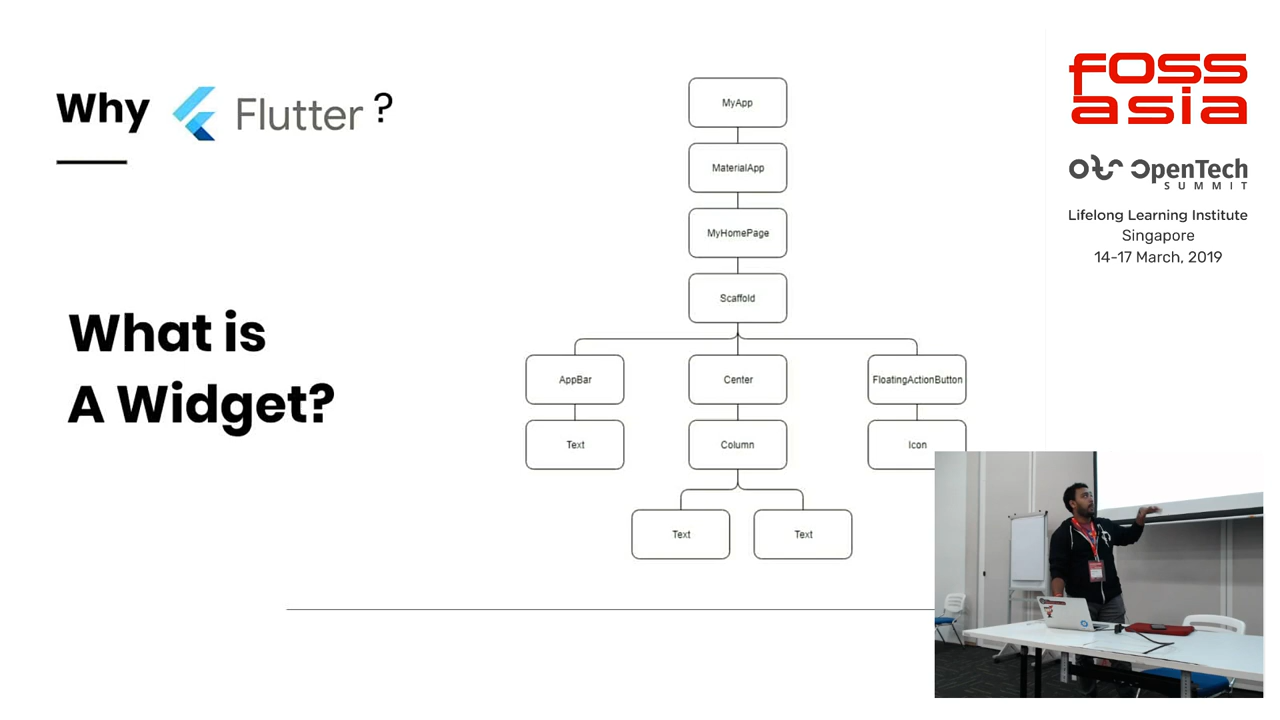 Why Flutter ?
What is
A Widget?
MyApp
MaterialApp
MyHomePage
Scaffold
AppBar
Center
FloatingActionButton
Text
Column
Icon
Text
Text
FOSS
asia
OpenTech
SUMMIT
Lifelong Learning Institute
Singapore
14-17 March, 2019